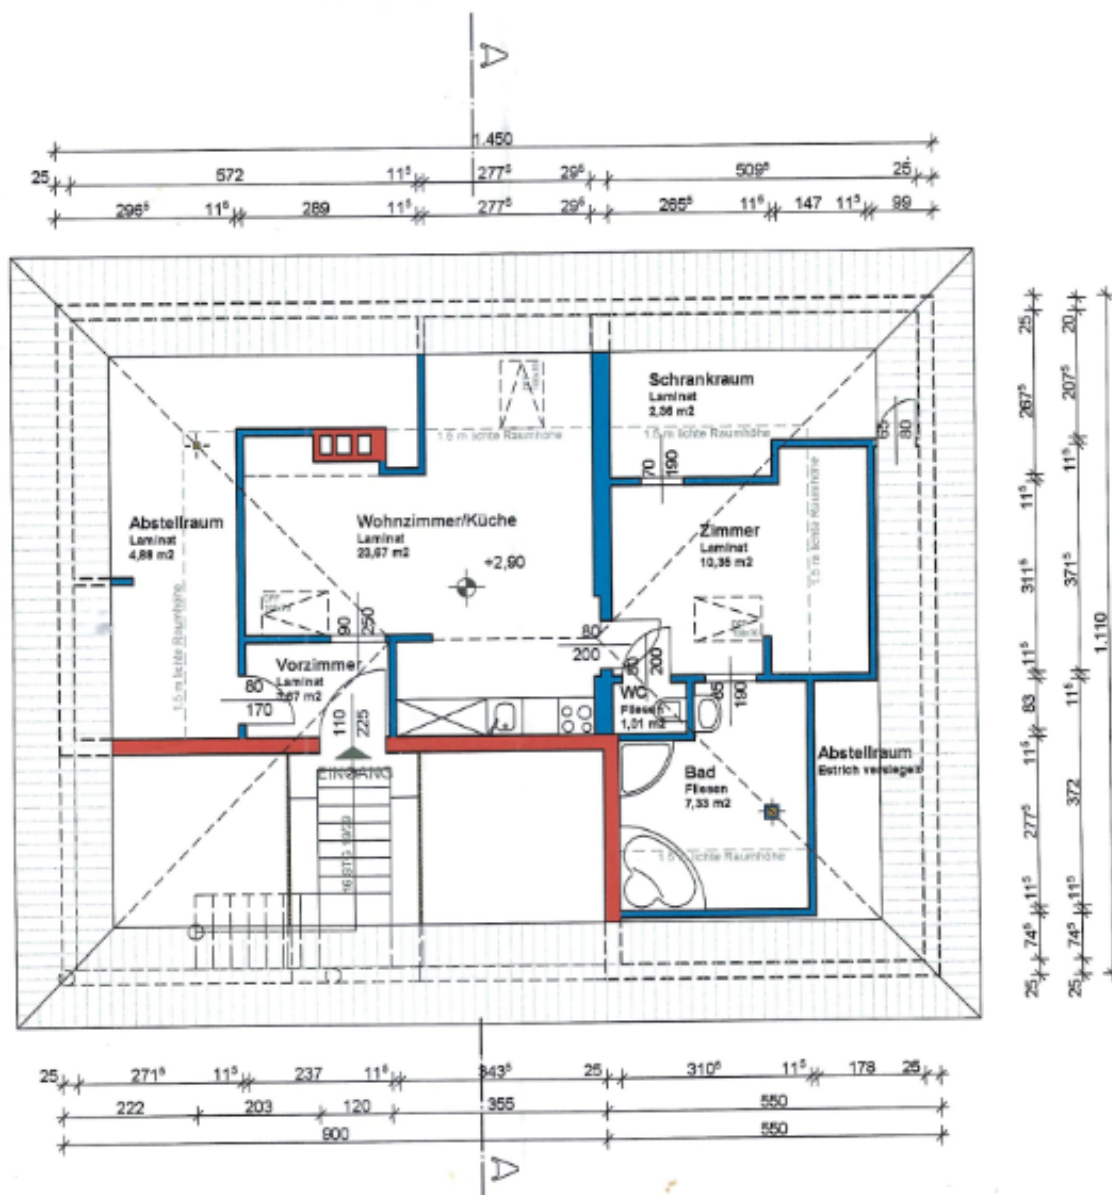 A
1.450
25 572 11⁵ 277⁵ 29⁵ 509⁵ 25
296⁵ 11⁵ 289 11⁵ 277⁵ 29⁵ 265⁵ 11⁵ 147 11⁵ 99
Schrankraum
Laminat
2,36 m2
1.5 m lichte Raumhöhe
1.5 m lichte Raumhöhe
65
80
70
190
Abstellraum
Laminat
4,88 m2
Wohnzimmer/Küche
Laminat
23,67 m2
+2,90
Zimmer
Laminat
10,35 m2
1.5 m lichte Raumhöhe
1.5 m lichte Raumhöhe
90
250
80
200
80
200
Vorzimmer
Laminat
80
170
110
225
WC
Fliesen
1,01 m2
65
190
EINGANG
Bad
Fliesen
7,33 m2
Abstellraum
Estrich versiegelt
1.5 m lichte Raumhöhe
25 267⁵ 11⁵ 311⁵ 11⁵ 83 11⁵ 277⁵ 11⁵ 74⁵ 25
20 207⁵ 11⁵ 371⁵ 11⁵ 372 11⁵ 74⁵ 25
1.110
25 271⁵ 11⁵ 237 11⁵ 343⁵ 25 310⁵ 11⁵ 178 25
222 203 120 355 550
900 550
A